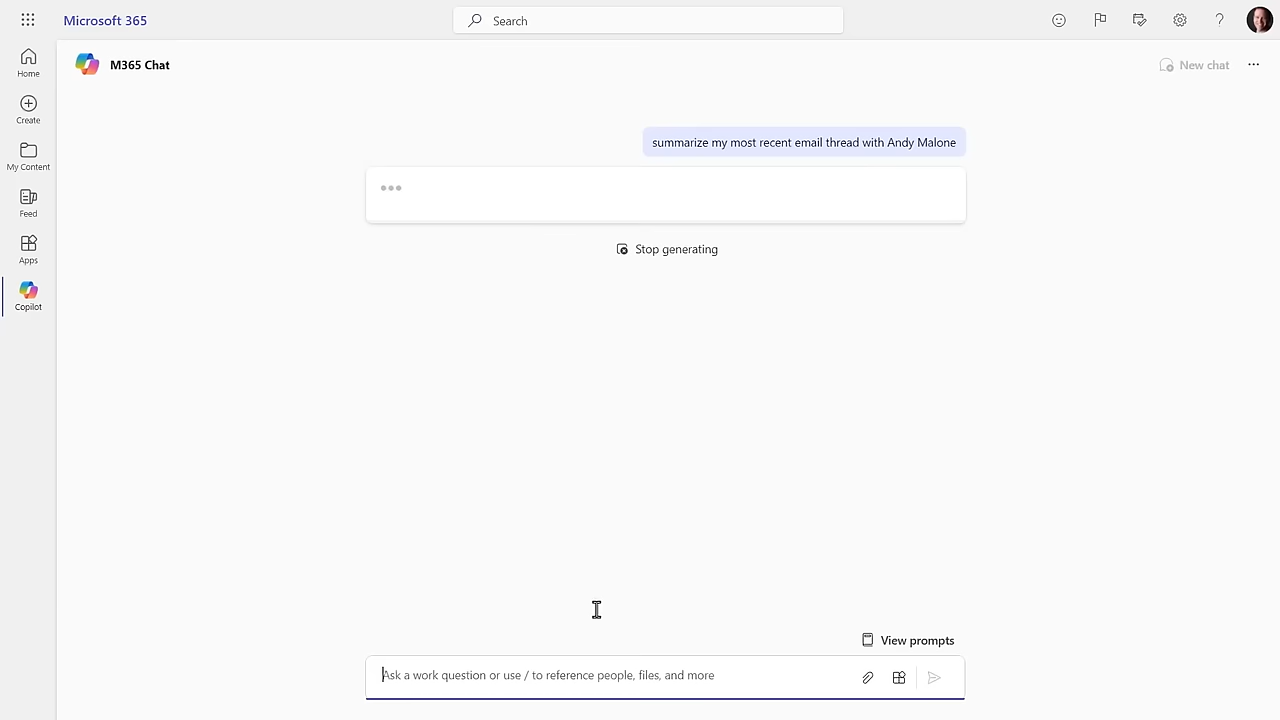 Microsoft 365
Search
Home
Create
My Content
Feed
Apps
Copilot
M365 Chat
New chat
summarize my most recent email thread with Andy Malone
Stop generating
View prompts
Ask a work question or use / to reference people, files, and more